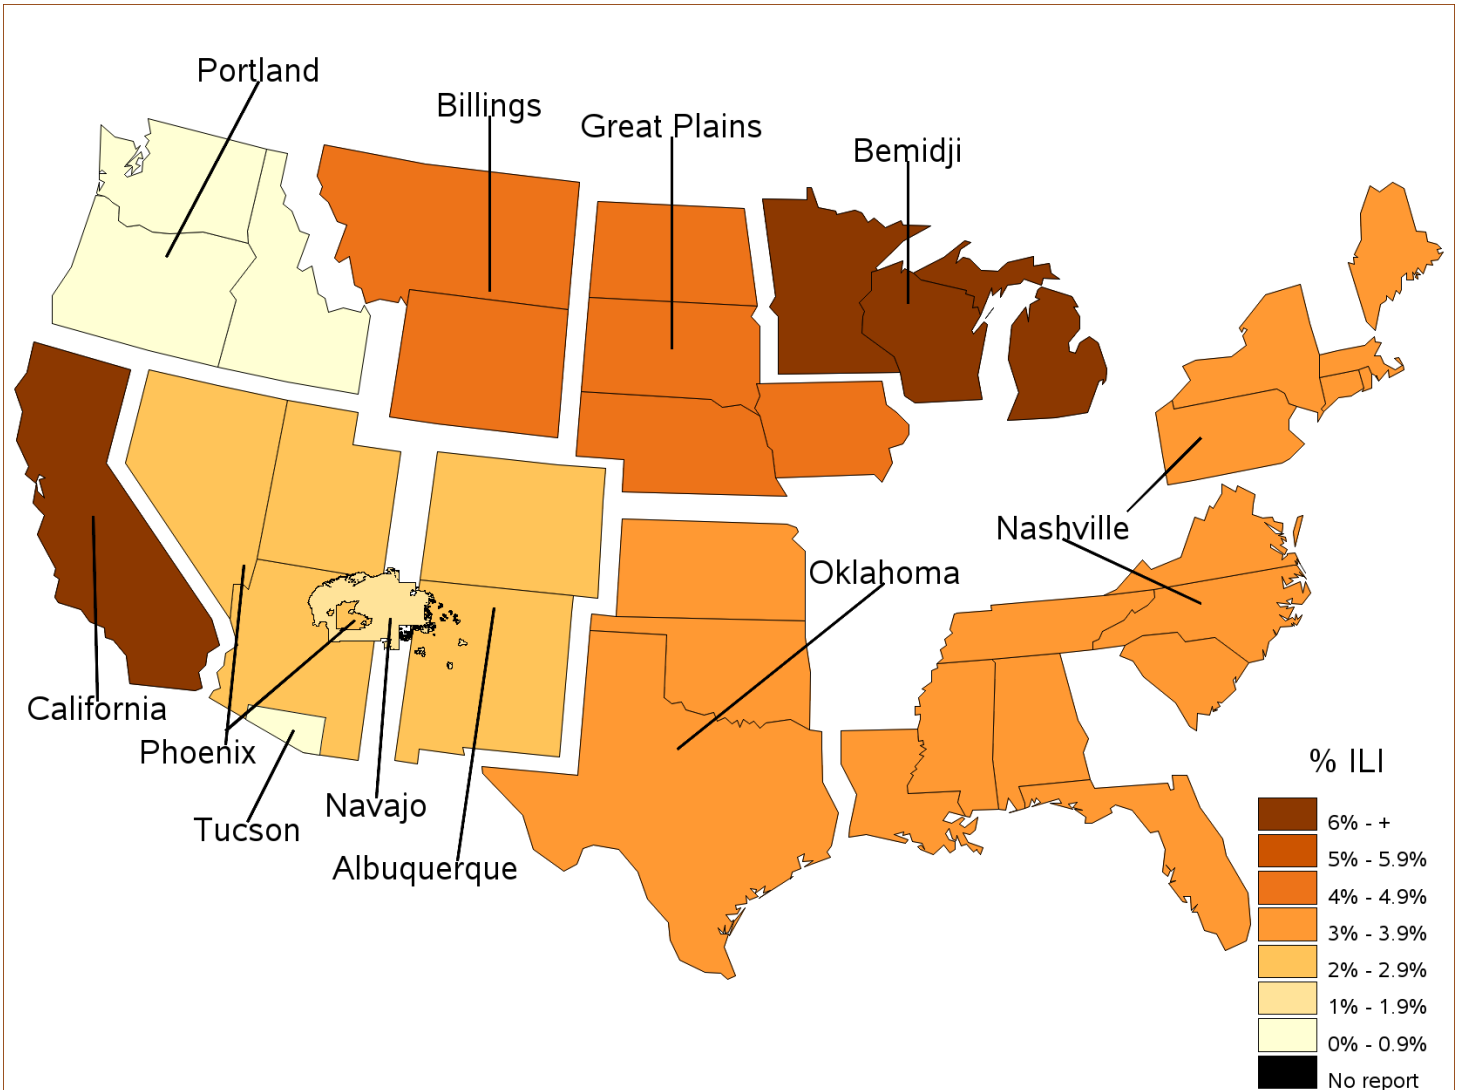 Portland
Billings
Great Plains
Bemidji
Nashville
Oklahoma
California
Phoenix
Navajo
Tucson
Albuquerque
% ILI
6% - +
5% - 5.9%
4% - 4.9%
3% - 3.9%
2% - 2.9%
1% - 1.9%
0% - 0.9%
No report